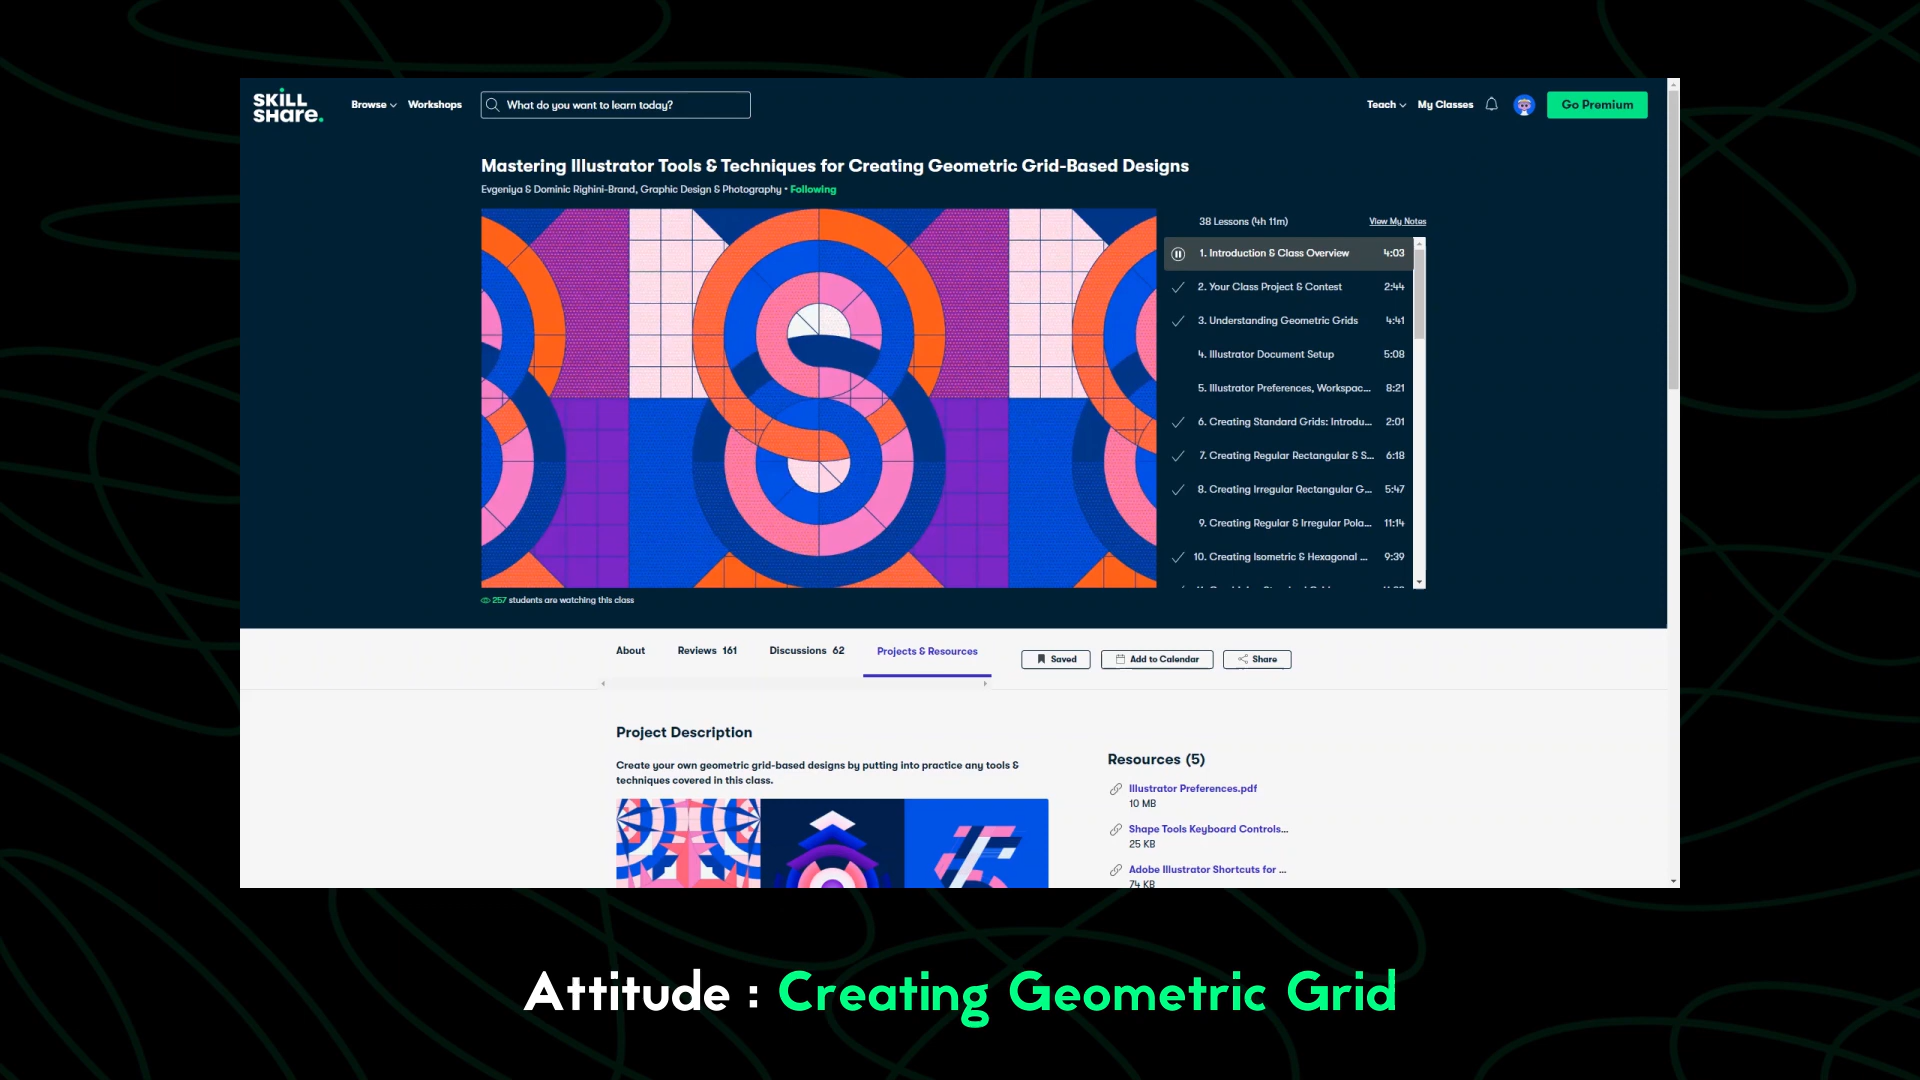 SKILL
SHare.
Browse
Workshops
What do you want to learn today?
Teach
My Classes
Go Premium
Mastering Illustrator Tools & Techniques for Creating Geometric Grid-Based Designs
Evgeniya & Dominic Righini-Brand, Graphic Design & Photography • Following
38 Lessons (4h 11m)
View My Notes
1. Introduction & Class Overview 4:03
2. Your Class Project & Contest 2:44
3. Understanding Geometric Grids 4:41
4. Illustrator Document Setup 5:08
5. Illustrator Preferences, Workspac... 8:21
6. Creating Standard Grids: Introdu... 2:01
7. Creating Regular Rectangular & S... 6:18
8. Creating Irregular Rectangular G... 5:47
9. Creating Regular & Irregular Pola... 11:14
10. Creating Isometric & Hexagonal ... 9:39
257 students are watching this class
About
Reviews 161
Discussions 62
Projects & Resources
Saved
Add to Calendar
Share
Project Description
Create your own geometric grid-based designs by putting into practice any tools &
techniques covered in this class.
Resources (5)
Illustrator Preferences.pdf
10 MB
Shape Tools Keyboard Controls...
25 KB
Adobe Illustrator Shortcuts for ...
74 KB
Attitude : Creating Geometric Grid